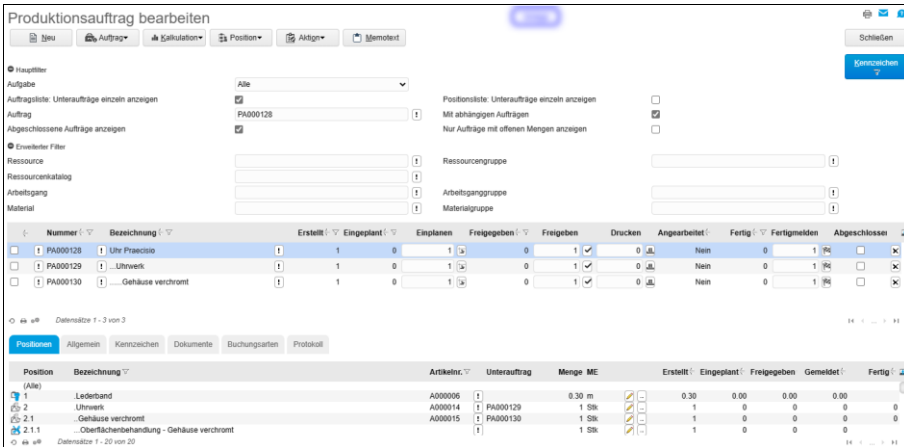 Produktionsauftrag bearbeiten
Neu Auftrag Kalkulation Position Aktion Memotext Schließen
Kennzeichen
Hauptfilter
Aufgabe Alle
Auftragsliste: Unteraufträge einzeln anzeigen Positionsliste: Unteraufträge einzeln anzeigen
Auftrag PA000128 Mit abhängigen Aufträgen
Abgeschlossene Aufträge anzeigen Nur Aufträge mit offenen Mengen anzeigen
Erweiterter Filter
Ressource Ressourcengruppe
Ressourcenkatalog
Arbeitsgang Arbeitsganggruppe
Material Materialgruppe
Nummer Bezeichnung Erstellt Eingeplant Einplanen Freigegeben Freigeben Drucken Angearbeitet Fertig Fertigmelden Abgeschlosser
PA000128 Uhr Praecisio 1 0 1 0 1 0 Nein 0 1
PA000129 ...Uhrwerk 1 0 1 0 1 0 Nein 0 1
PA000130 ......Gehäuse verchromt 1 0 1 0 1 0 Nein 0 1
Datensätze 1 - 3 von 3
Positionen Allgemein Kennzeichen Dokumente Buchungsarten Protokoll
Position Bezeichnung Artikelnr. Unterauftrag Menge ME Erstellt Eingeplant Freigegeben Gemeldet Fertig
(Alle)
1 .Lederband A000006 0.30 m 0.30 0.00 0.00 0.00
2 .Uhrwerk A000014 PA000129 1 Stk 1 0 0 0 0
2.1 ..Gehäuse verchromt A000015 PA000130 1 Stk 1 0 0 0 0
2.1.1 ...Oberflächenbehandlung - Gehäuse verchromt 1 Stk 1 0 0 0 0
Datensätze 1 - 20 von 20